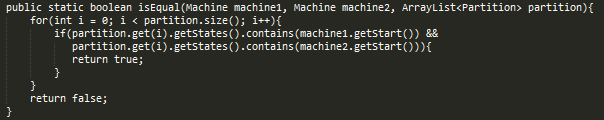 public static boolean isEqual(Machine machine1, Machine machine2, ArrayList<Partition> partition){
    for(int i = 0; i < partition.size(); i++){
        if(partition.get(i).getStates().contains(machine1.getStart()) &&
           partition.get(i).getStates().contains(machine2.getStart())){
            return true;
        }
    }
    return false;
}